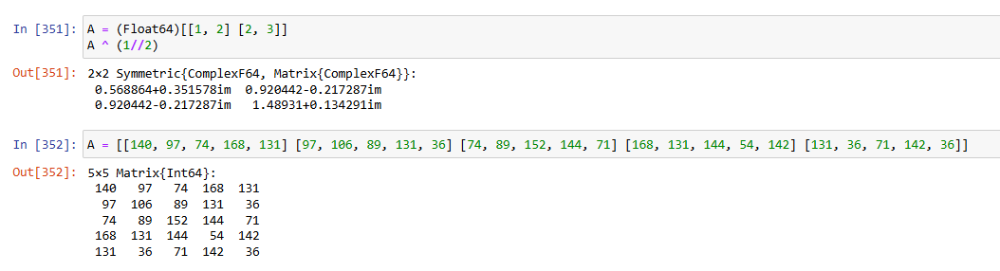 In [351]: A = (Float64)[[1, 2] [2, 3]]
A ^ (1//2)
Out[351]: 2×2 Symmetric{ComplexF64, Matrix{ComplexF64}}:
0.568864+0.351578im 0.920442-0.217287im
0.920442-0.217287im 1.48931+0.134291im
In [352]: A = [[140, 97, 74, 168, 131] [97, 106, 89, 131, 36] [74, 89, 152, 144, 71] [168, 131, 144, 54, 142] [131, 36, 71, 142, 36]]
Out[352]: 5×5 Matrix{Int64}:
140 97 74 168 131
97 106 89 131 36
74 89 152 144 71
168 131 144 54 142
131 36 71 142 36